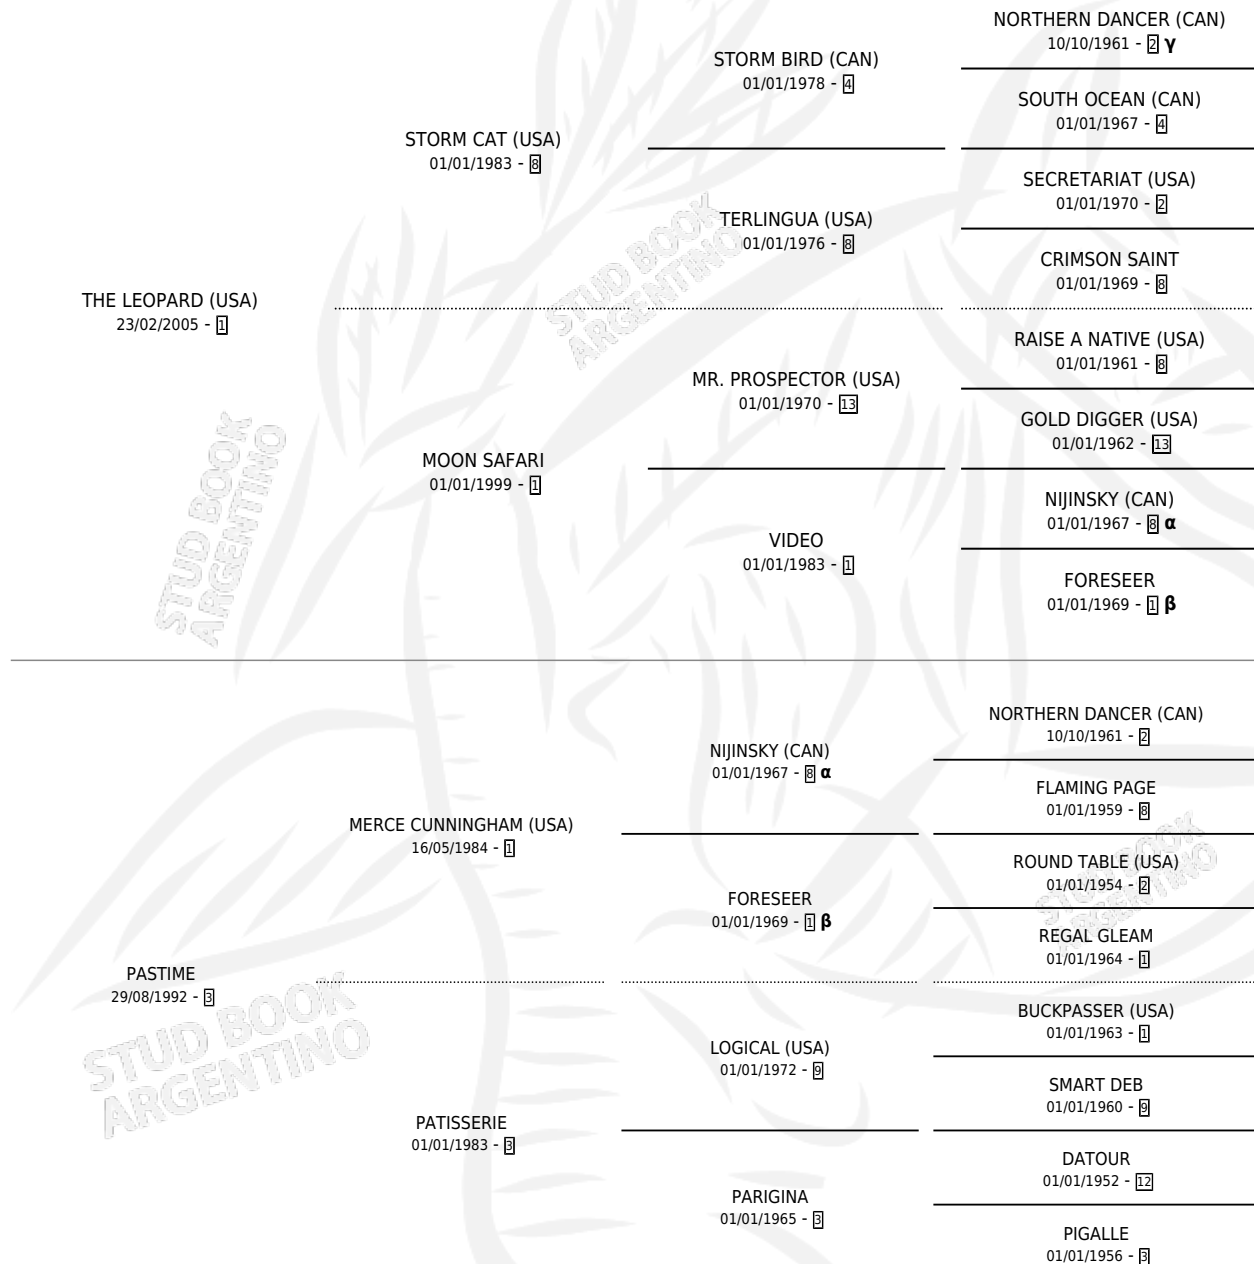 NORTHERN DANCER (CAN)
10/10/1961 - 2 γ
STORM BIRD (CAN)
01/01/1978 - 4
SOUTH OCEAN (CAN)
01/01/1967 - 4
STORM CAT (USA)
01/01/1983 - 8
SECRETARIAT (USA)
01/01/1970 - 2
TERLINGUA (USA)
01/01/1976 - 8
CRIMSON SAINT
01/01/1969 - 8
THE LEOPARD (USA)
23/02/2005 - 1
RAISE A NATIVE (USA)
01/01/1961 - 8
MR. PROSPECTOR (USA)
01/01/1970 - 13
GOLD DIGGER (USA)
01/01/1962 - 13
MOON SAFARI
01/01/1999 - 1
NIJINSKY (CAN)
01/01/1967 - 8 α
VIDEO
01/01/1983 - 1
FORESEER
01/01/1969 - 1 β
NORTHERN DANCER (CAN)
10/10/1961 - 2
NIJINSKY (CAN)
01/01/1967 - 8 α
FLAMING PAGE
01/01/1959 - 8
MERCE CUNNINGHAM (USA)
16/05/1984 - 1
ROUND TABLE (USA)
01/01/1954 - 2
FORESEER
01/01/1969 - 1 β
REGAL GLEAM
01/01/1964 - 1
PASTIME
29/08/1992 - 3
BUCKPASSER (USA)
01/01/1963 - 1
LOGICAL (USA)
01/01/1972 - 9
SMART DEB
01/01/1960 - 9
PATISSERIE
01/01/1983 - 3
DATOUR
01/01/1952 - 12
PARIGINA
01/01/1965 - 3
PIGALLE
01/01/1956 - 3
STUD BOOK
ARGENTINO
STUD BOOK
ARGENTINO
STUD BOOK
ARGENTINO
STUD BOOK
ARGENTINO